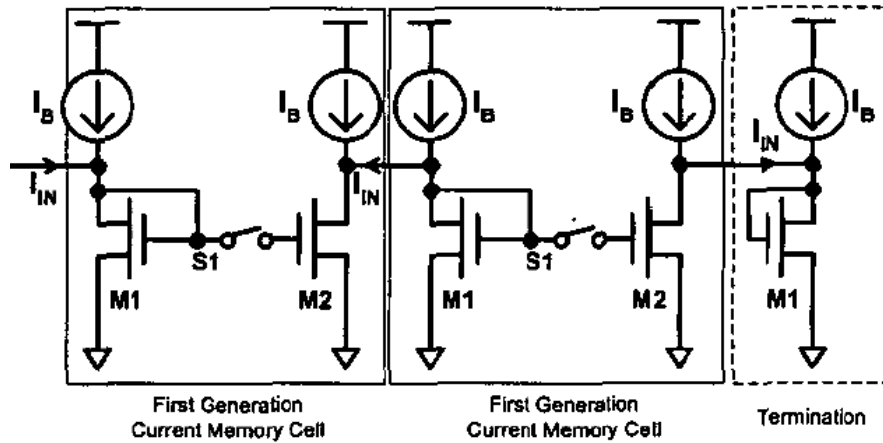 I_B I_B I_B I_B I_B
I_IN I_IN I_IN
S1 S1
M1 M2 M1 M2 M1
First Generation First Generation Termination
Current Memory Cell Current Memory Cell